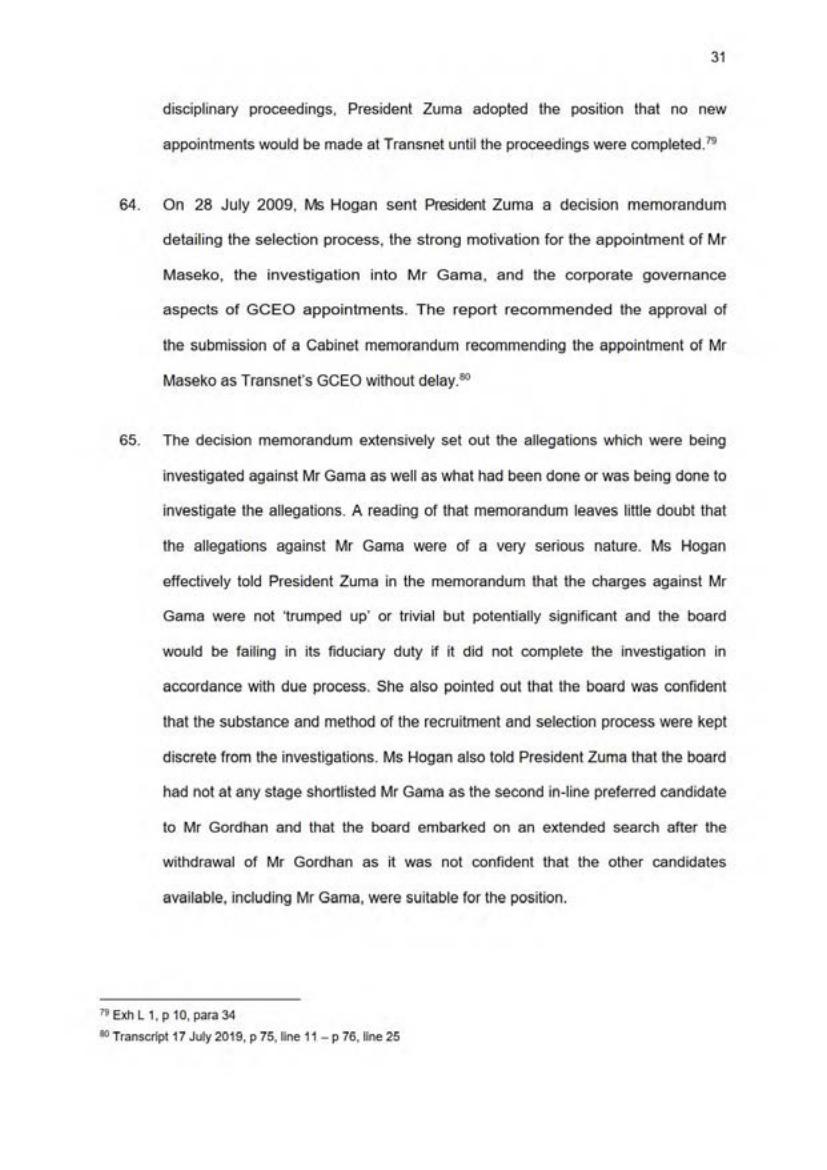 31
disciplinary proceedings, President Zuma adopted the position that no new
appointments would be made at Transnet until the proceedings were completed.79
64. On 28 July 2009, Ms Hogan sent President Zuma a decision memorandum
detailing the selection process, the strong motivation for the appointment of Mr
Maseko, the investigation into Mr Gama, and the corporate governance
aspects of GCEO appointments. The report recommended the approval of
the submission of a Cabinet memorandum recommending the appointment of Mr
Maseko as Transnet's GCEO without delay.80
65. The decision memorandum extensively set out the allegations which were being
investigated against Mr Gama as well as what had been done or was being done to
investigate the allegations. A reading of that memorandum leaves little doubt that
the allegations against Mr Gama were of a very serious nature. Ms Hogan
effectively told President Zuma in the memorandum that the charges against Mr
Gama were not 'trumped up' or trivial but potentially significant and the board
would be failing in its fiduciary duty if it did not complete the investigation in
accordance with due process. She also pointed out that the board was confident
that the substance and method of the recruitment and selection process were kept
discrete from the investigations. Ms Hogan also told President Zuma that the board
had not at any stage shortlisted Mr Gama as the second in-line preferred candidate
to Mr Gordhan and that the board embarked on an extended search after the
withdrawal of Mr Gordhan as it was not confident that the other candidates
available, including Mr Gama, were suitable for the position.
79 Exh L 1, p 10, para 34
80 Transcript 17 July 2019, p 75, line 11 – p 76, line 25